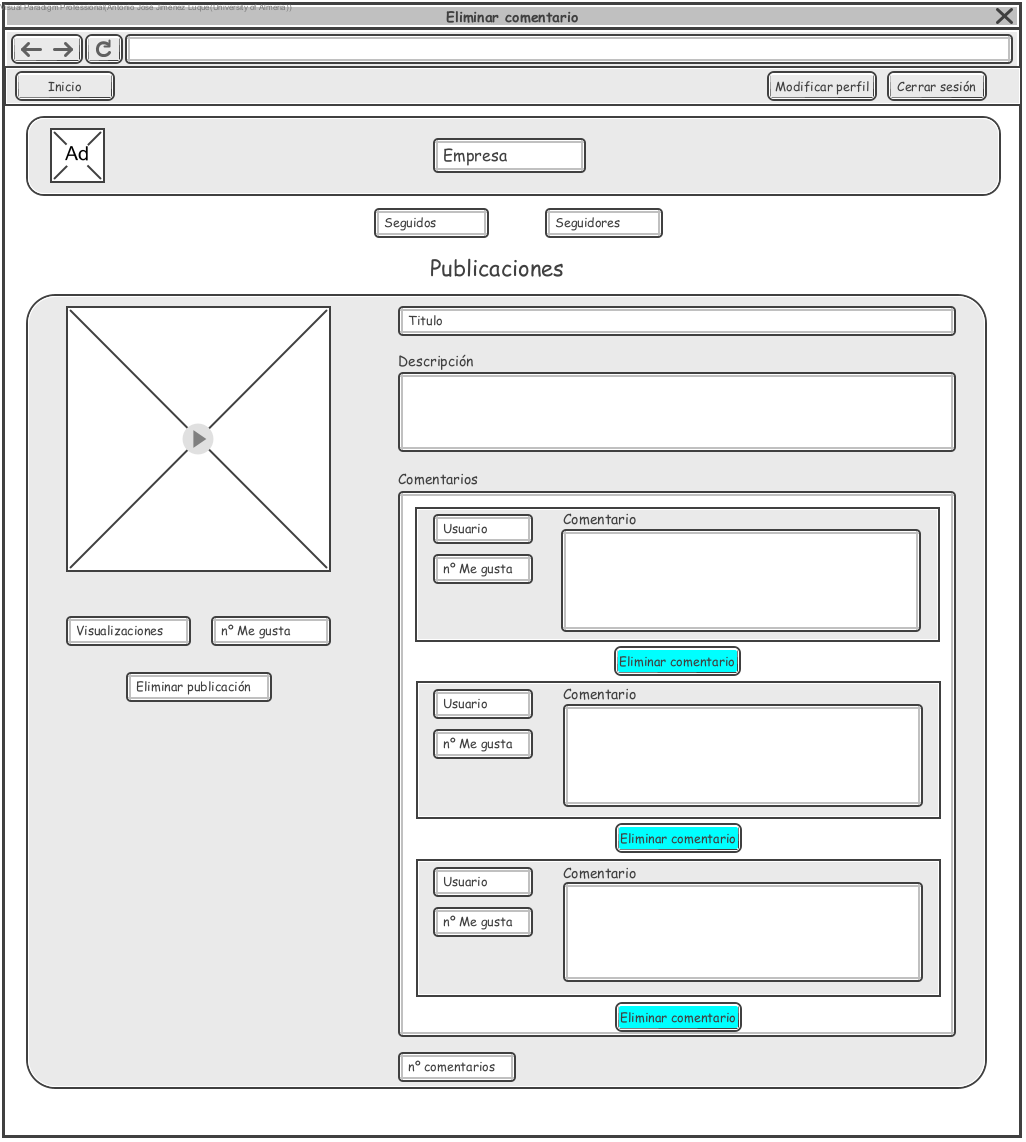 Visual Paradigm Professional(Antonio José Jiménez Luque(University of Almeria))
Eliminar comentario
Inicio
Modificar perfil
Cerrar sesión
Ad
Empresa
Seguidos
Seguidores
Publicaciones
Titulo
Descripción
Comentarios
Usuario
Comentario
nº Me gusta
Eliminar comentario
Usuario
Comentario
nº Me gusta
Eliminar comentario
Usuario
Comentario
nº Me gusta
Eliminar comentario
Visualizaciones
nº Me gusta
Eliminar publicación
nº comentarios